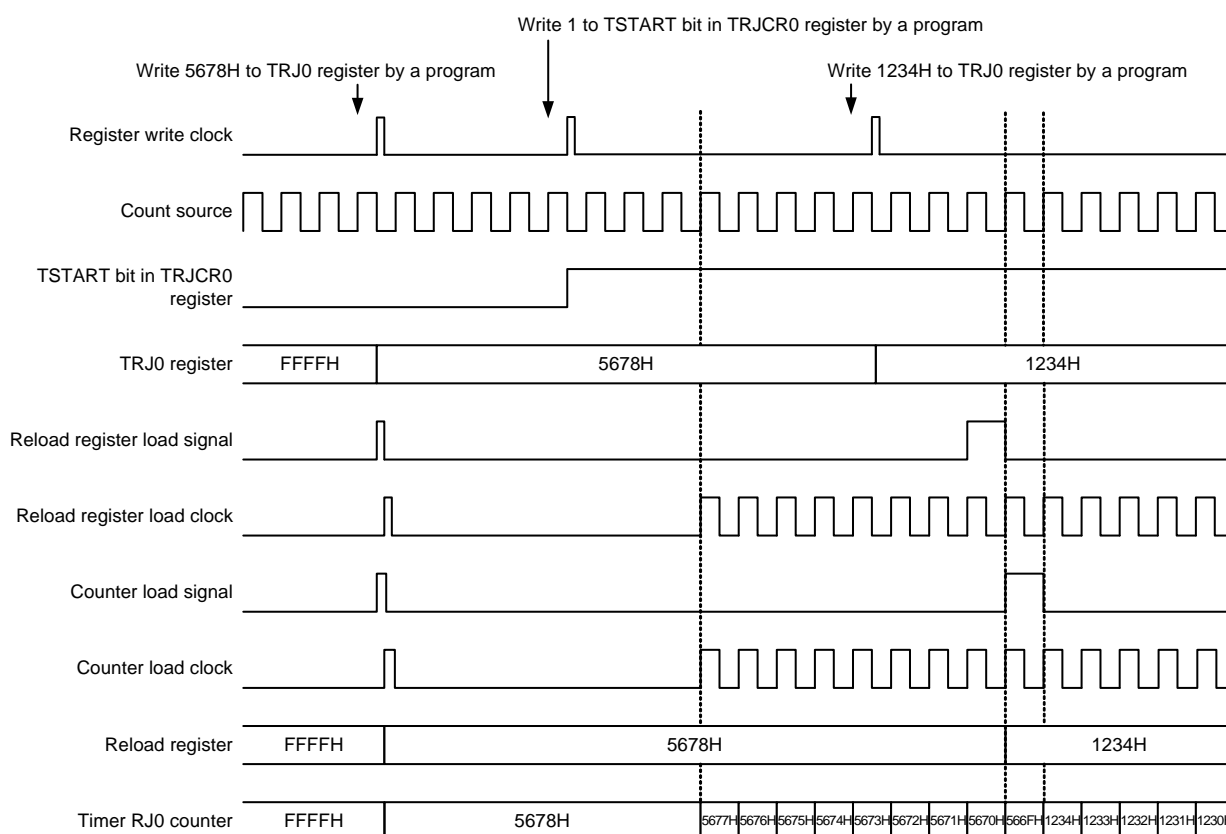 Write 1 to TSTART bit in TRJCR0 register by a program
Write 5678H to TRJ0 register by a program
Write 1234H to TRJ0 register by a program
Register write clock
Count source
TSTART bit in TRJCR0
register
TRJ0 register FFFFH 5678H 1234H
Reload register load signal
Reload register load clock
Counter load signal
Counter load clock
Reload register FFFFH 5678H 1234H
Timer RJ0 counter FFFFH 5678H 5677H 5676H 5675H 5674H 5673H 5672H 5671H 5670H 566FH 1234H 1233H 1232H 1231H 1230H